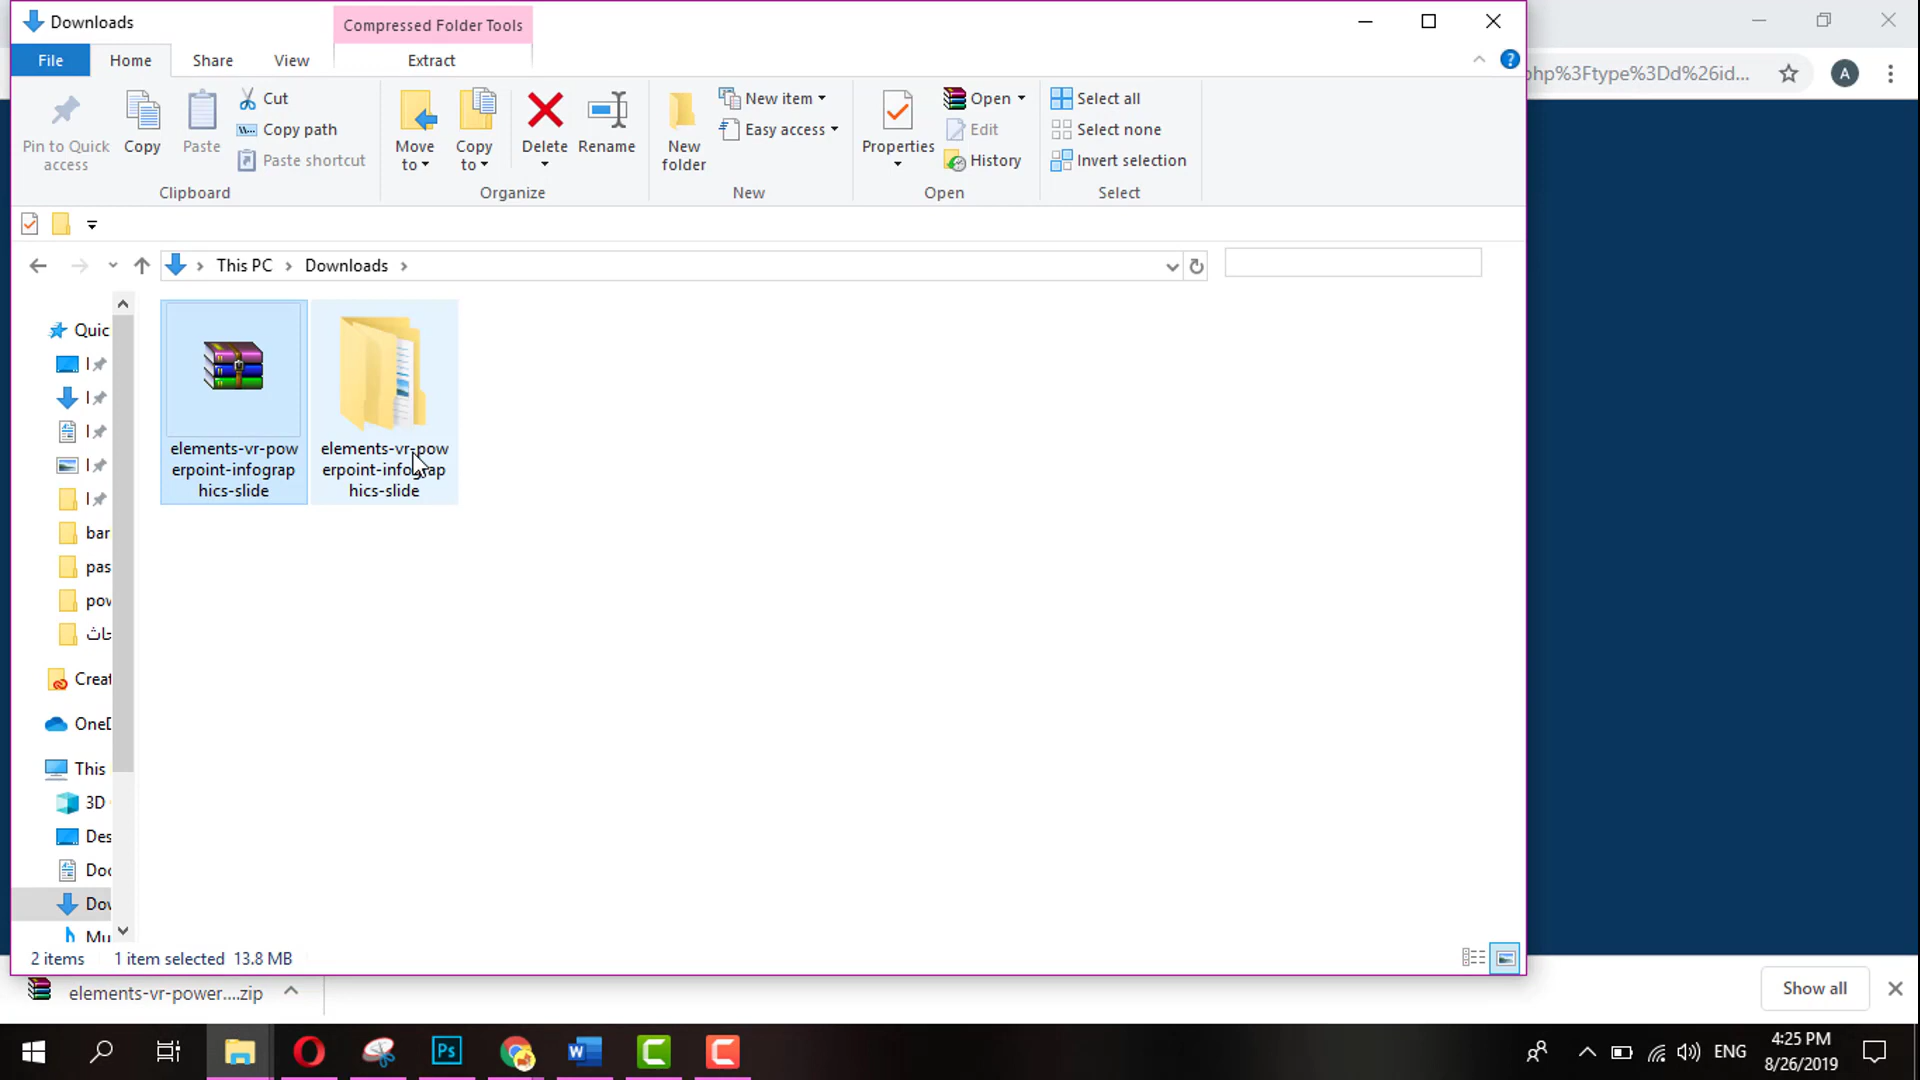 Downloads
Compressed Folder Tools
File
Home
Share
View
Extract
Pin to Quick access
Copy
Paste
Cut
Copy path
Paste shortcut
Clipboard
Move to
Copy to
Delete
Rename
Organize
New folder
New item
Easy access
New
Properties
Open
Edit
History
Open
Select all
Select none
Invert selection
Select
hp%3Ftype%3Dd%26id...
A
This PC
Downloads
Quic
bar
pas
pow
حاث
Creat
OneD
This
3D
Des
Doc
Dow
Mu
elements-vr-pow
erpoint-infograp
hics-slide
elements-vr-pow
erpoint-infograp
hics-slide
2 items
1 item selected 13.8 MB
elements-vr-power....zip
Show all
Ps
ENG
4:25 PM
8/26/2019